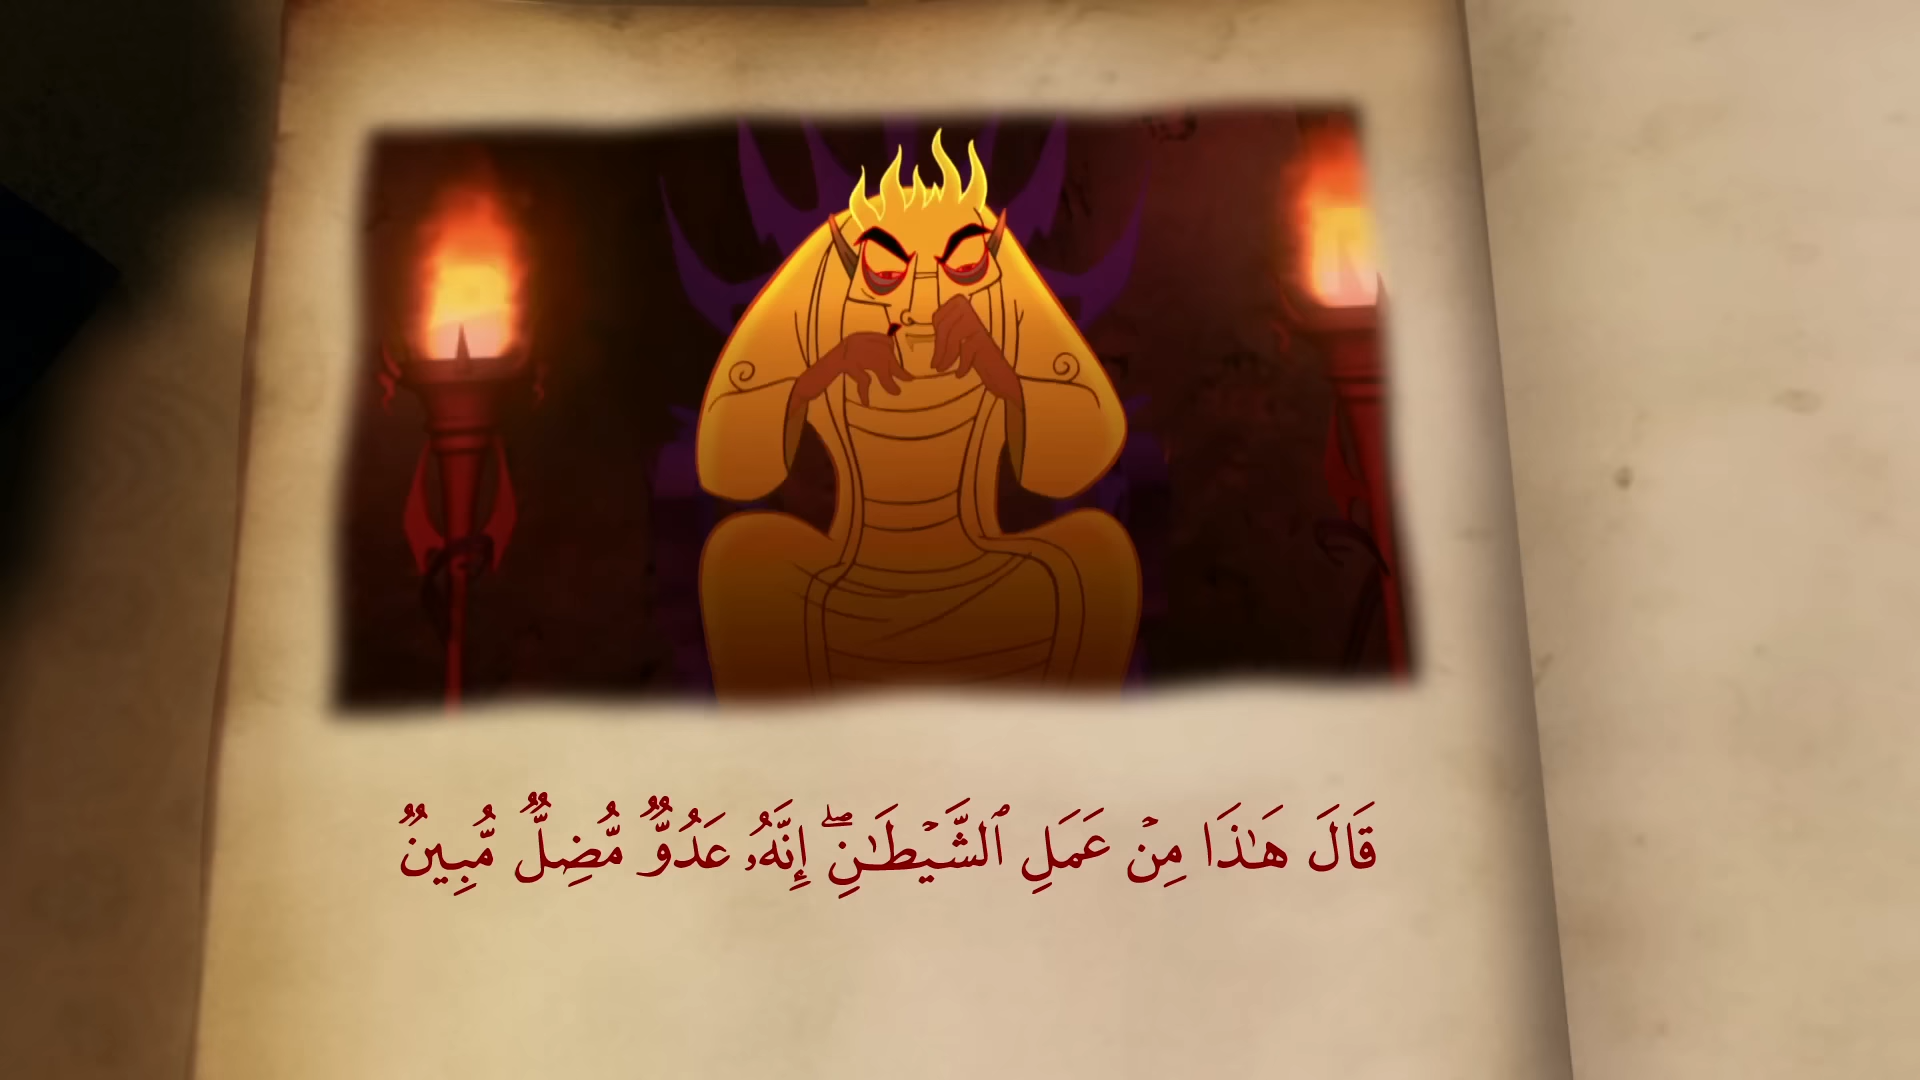 قَالَ هَـٰذَا مِنۡ عَمَلِ ٱلشَّيۡطَـٰنِۖ إِنَّهُۥ عَدُوࣱّ مُّضِلࣱّ مُّبِينࣱ